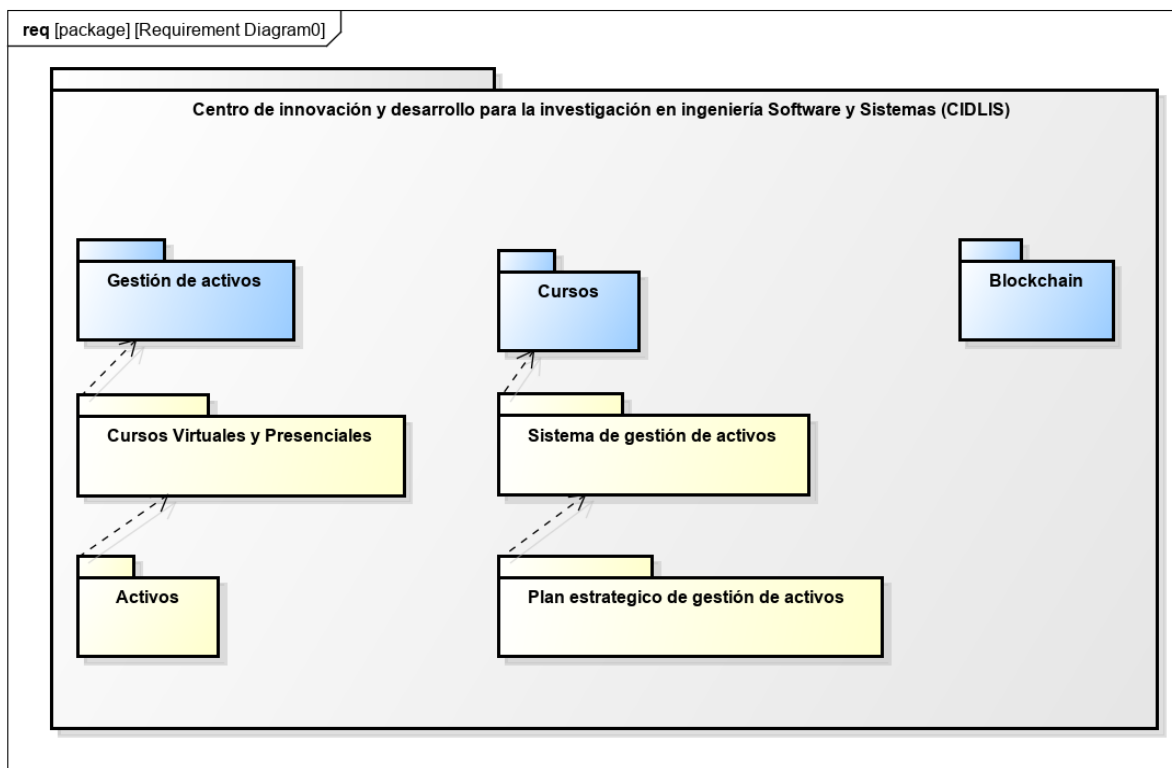 req [package] [Requirement Diagram0]
Centro de innovación y desarrollo para la investigación en ingeniería Software y Sistemas (CIDLIS)
Gestión de activos
Cursos
Blockchain
Cursos Virtuales y Presenciales
Sistema de gestión de activos
Activos
Plan estrategico de gestión de activos